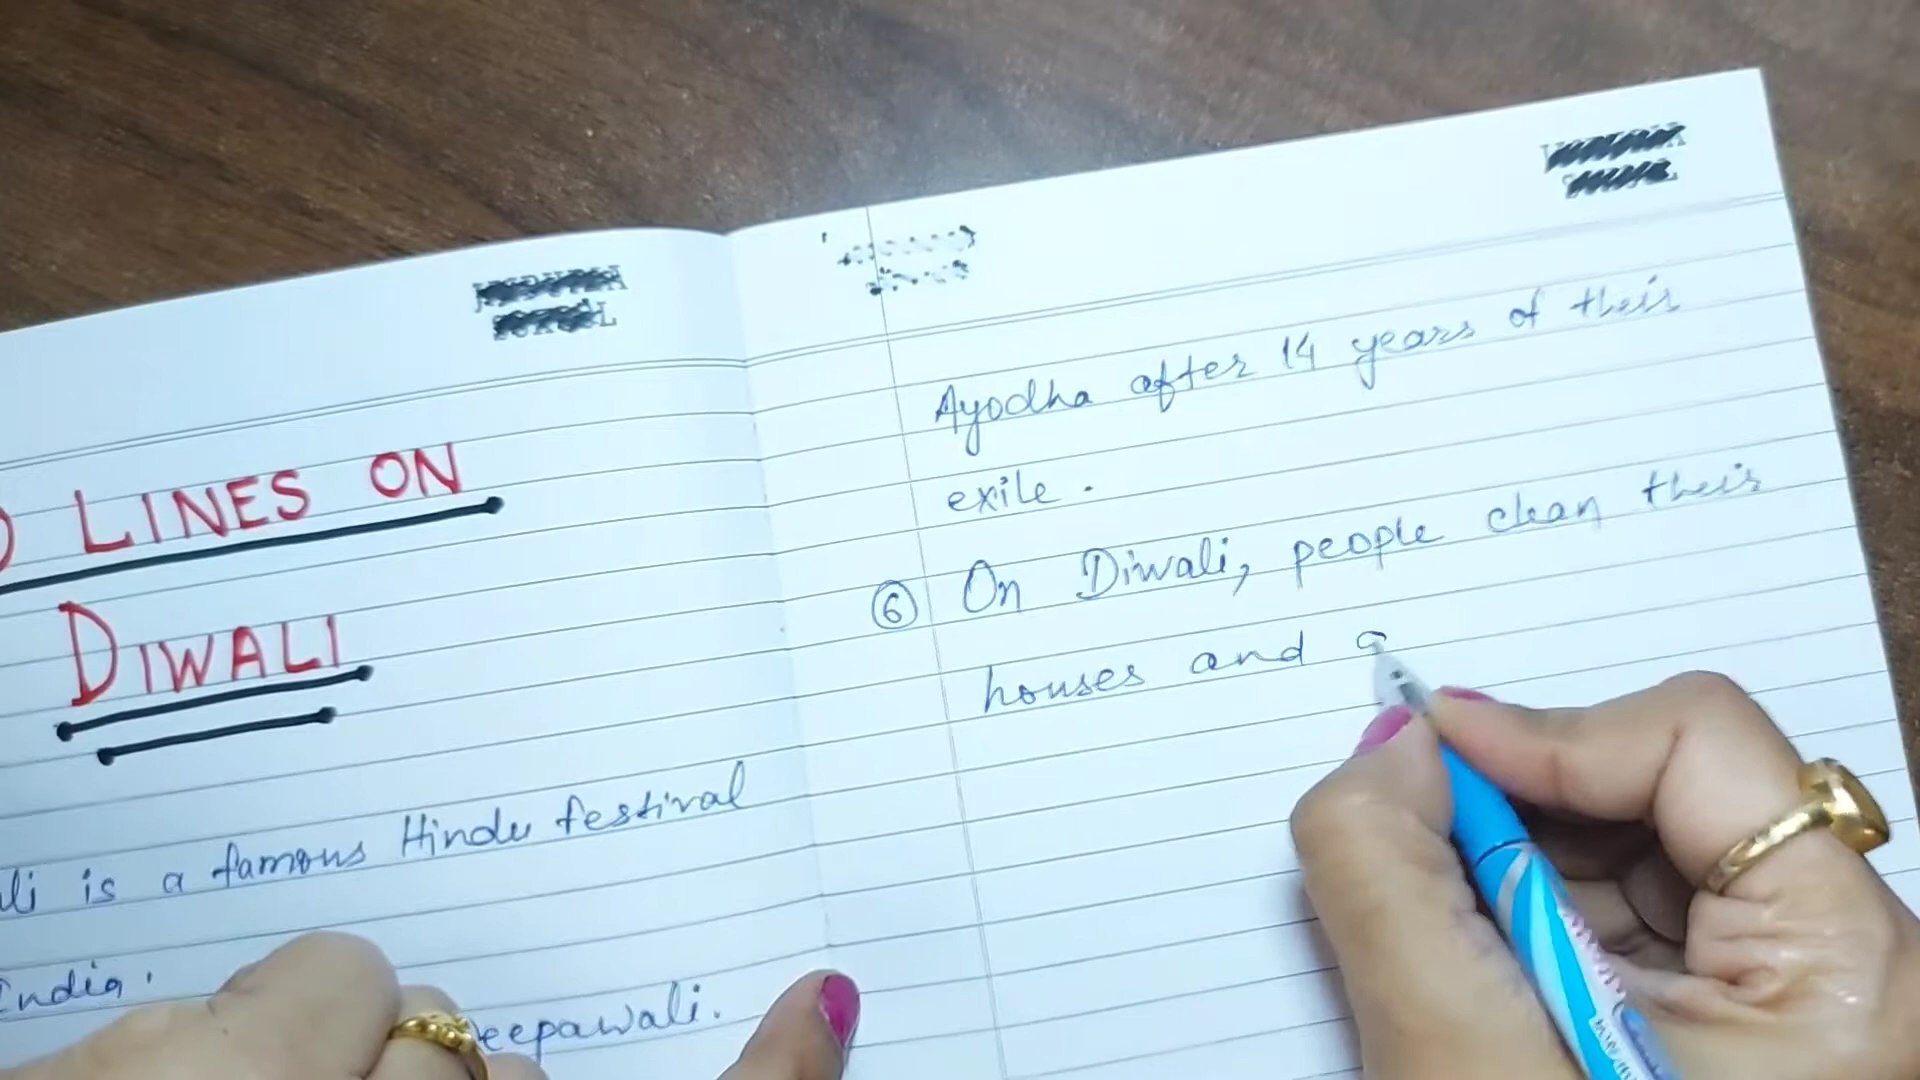 LINES ON
DIWALI
li is a famous Hindu festival
India.
eepawali.
Ayodha after 14 years of their
exile.
6 On Diwali, people clean their
houses and